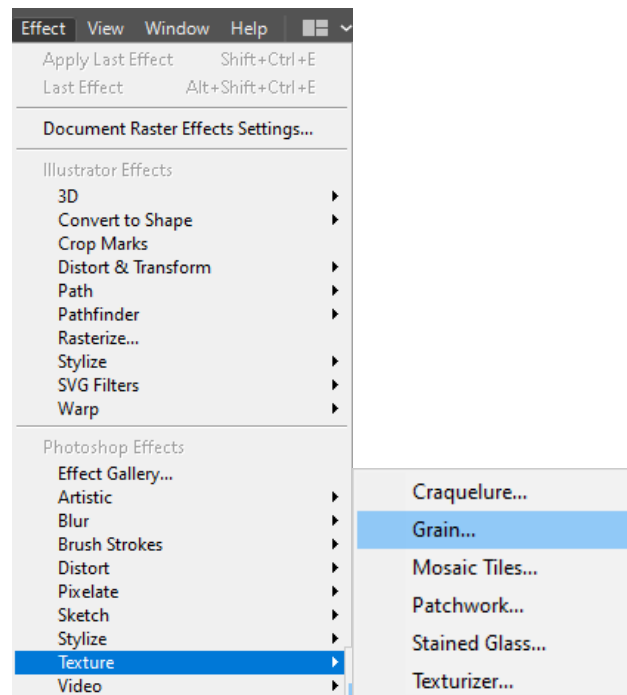 Effect View Window Help
Apply Last Effect Shift+Ctrl+E
Last Effect Alt+Shift+Ctrl+E
Document Raster Effects Settings...
Illustrator Effects
3D
Convert to Shape
Crop Marks
Distort & Transform
Path
Pathfinder
Rasterize...
Stylize
SVG Filters
Warp
Photoshop Effects
Effect Gallery...
Artistic
Blur
Brush Strokes
Distort
Pixelate
Sketch
Stylize
Texture
Video
Craquelure...
Grain...
Mosaic Tiles...
Patchwork...
Stained Glass...
Texturizer...